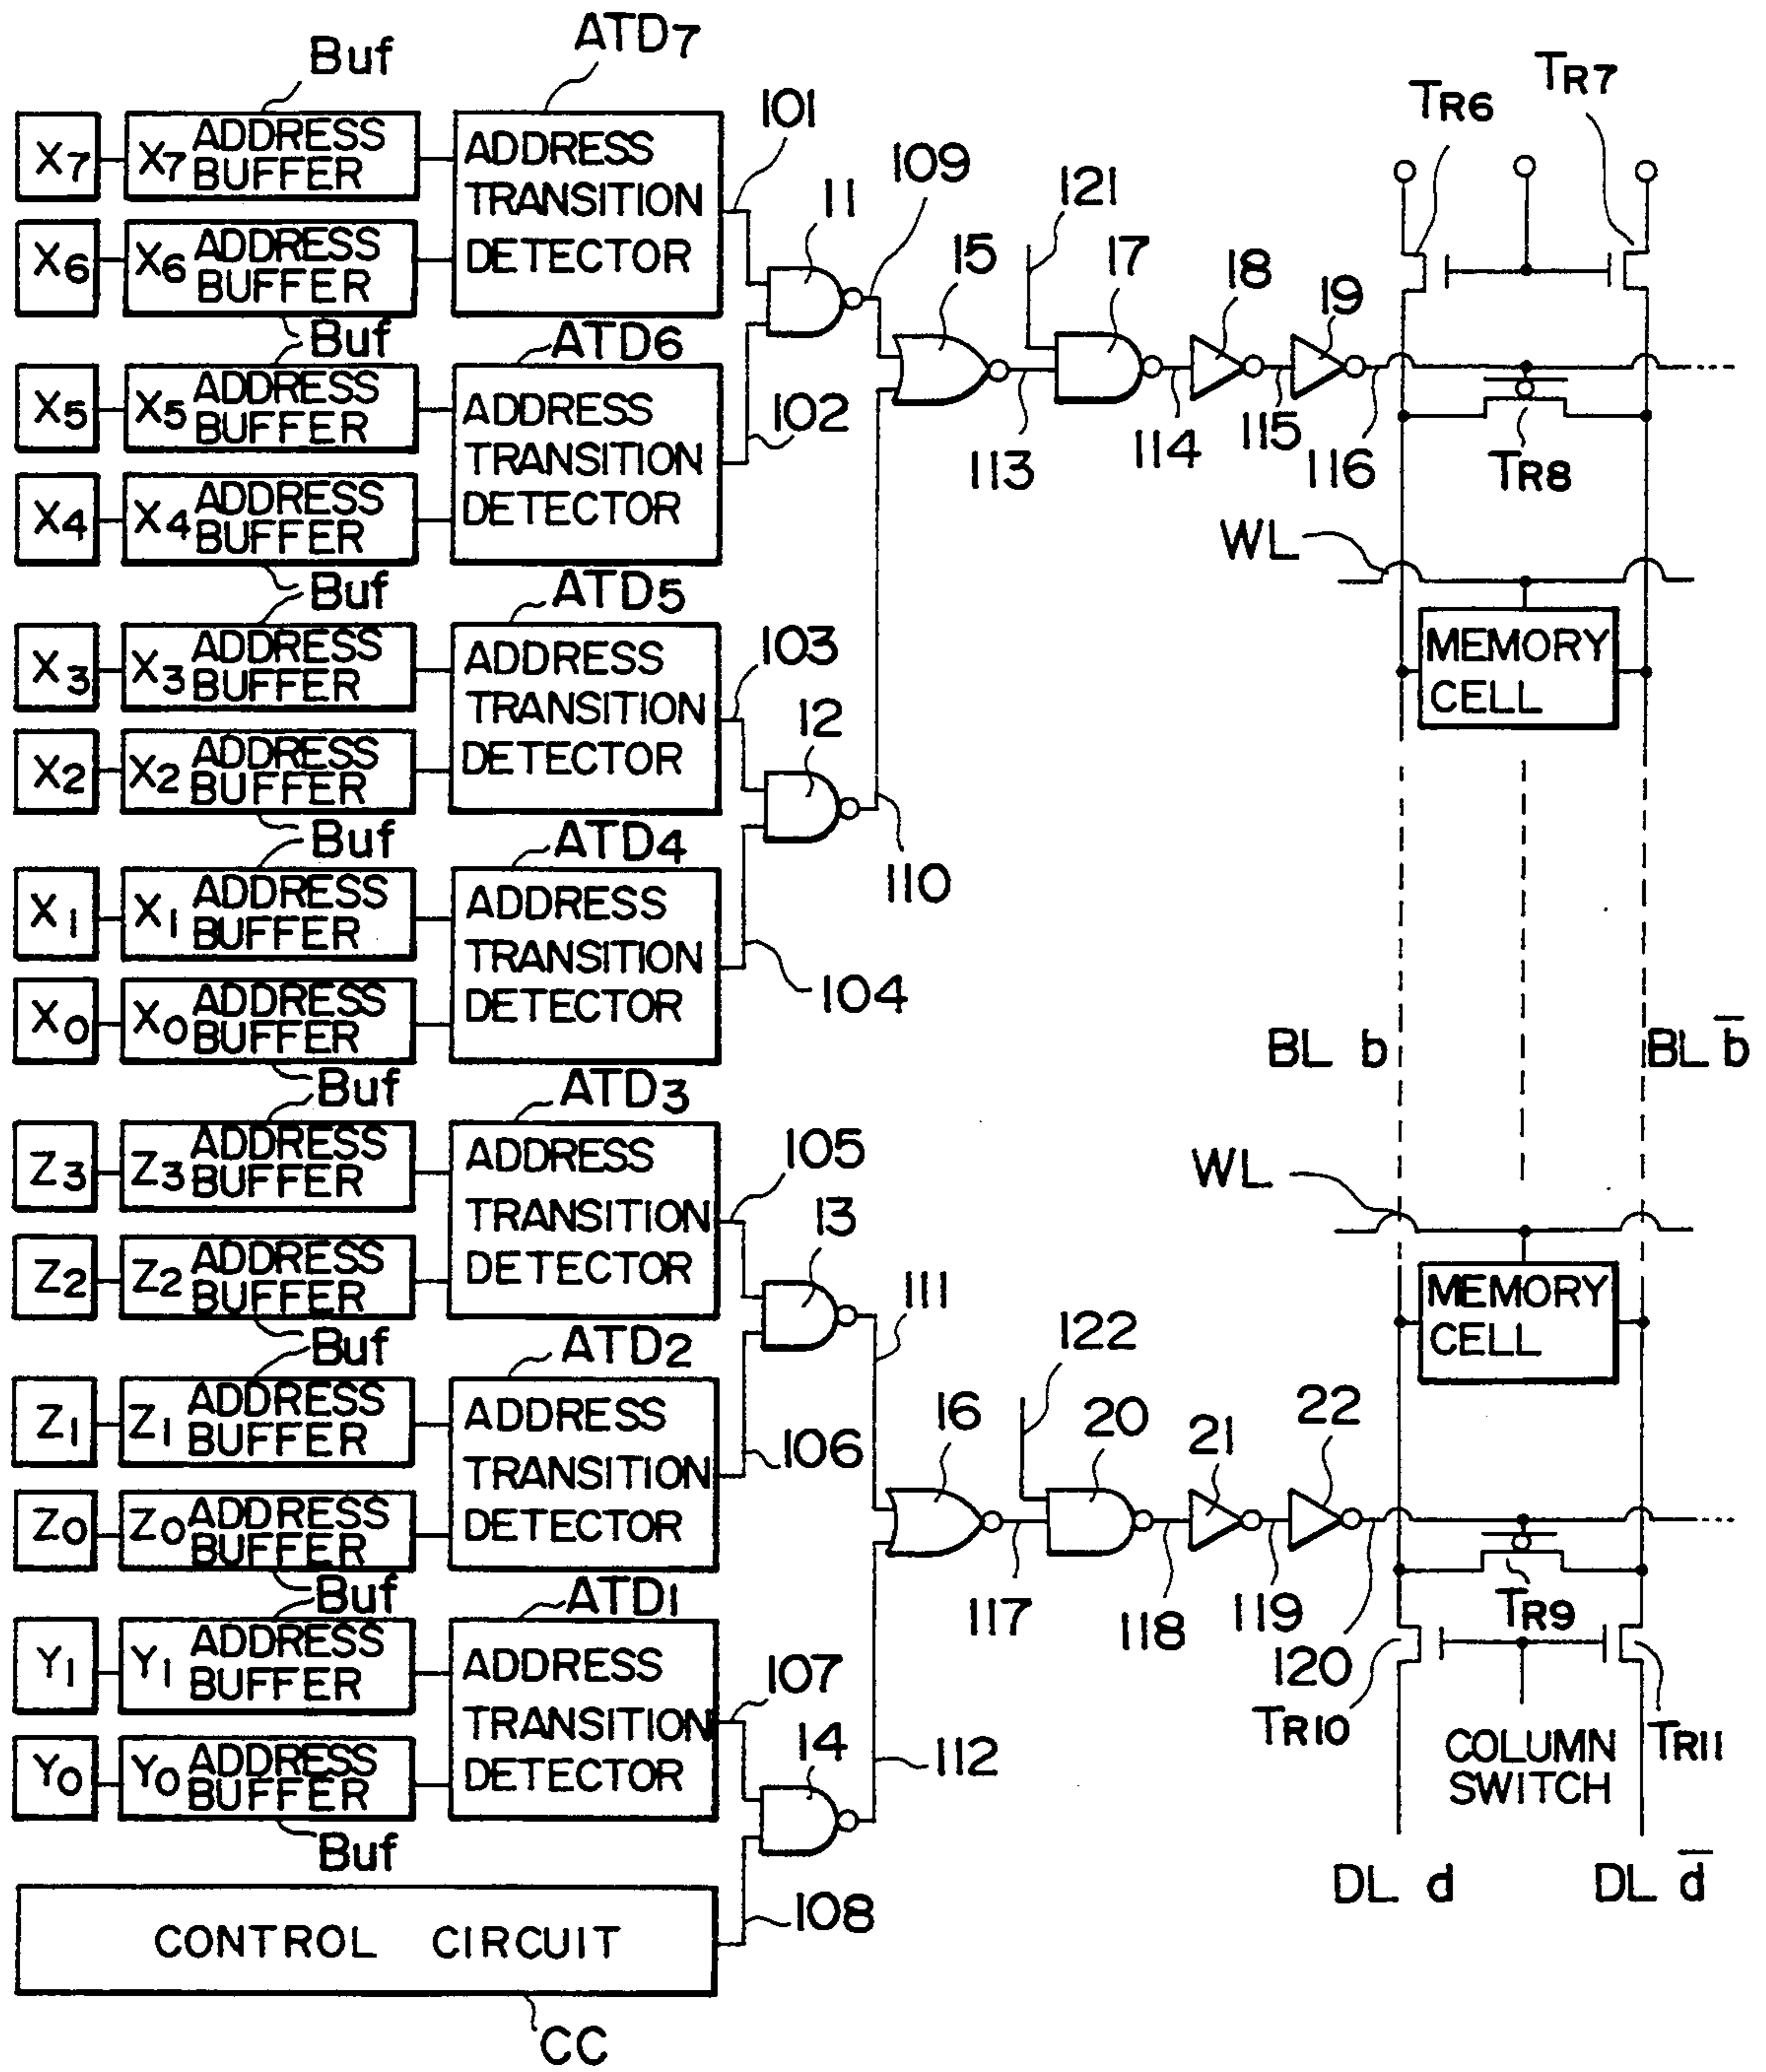 Buf
ATD7
X7
X7 ADDRESS BUFFER
ADDRESS TRANSITION DETECTOR
101
X6
X6 ADDRESS BUFFER
Buf
11
109
15
121
17
18
19
TR6
TR7
ATD6
X5
X5 ADDRESS BUFFER
ADDRESS TRANSITION DETECTOR
102
X4
X4 ADDRESS BUFFER
Buf
113
114
115
116
TR8
WL
ATD5
X3
X3 ADDRESS BUFFER
ADDRESS TRANSITION DETECTOR
103
X2
X2 ADDRESS BUFFER
Buf
12
110
MEMORY CELL
ATD4
X1
X1 ADDRESS BUFFER
ADDRESS TRANSITION DETECTOR
104
X0
X0 ADDRESS BUFFER
Buf
BL b
BL b̅
ATD3
Z3
Z3 ADDRESS BUFFER
ADDRESS TRANSITION DETECTOR
105
Z2
Z2 ADDRESS BUFFER
Buf
13
111
WL
MEMORY CELL
ATD2
Z1
Z1 ADDRESS BUFFER
ADDRESS TRANSITION DETECTOR
106
Z0
Z0 ADDRESS BUFFER
Buf
16
122
20
21
22
117
118
119
120
TR9
ATD1
Y1
Y1 ADDRESS BUFFER
ADDRESS TRANSITION DETECTOR
107
Y0
Y0 ADDRESS BUFFER
Buf
14
112
TR10
COLUMN SWITCH
TR11
CONTROL CIRCUIT
108
CC
DL d
DL d̅